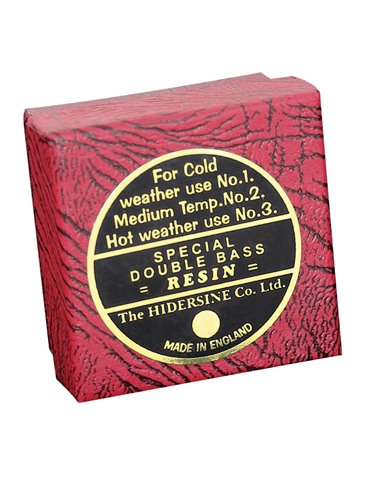 For Cold
weather use No.1.
Medium Temp.No.2.
Hot weather use No.3.
SPECIAL
DOUBLE BASS
= RESIN =
The HIDERSINE Co. Ltd.
MADE IN ENGLAND